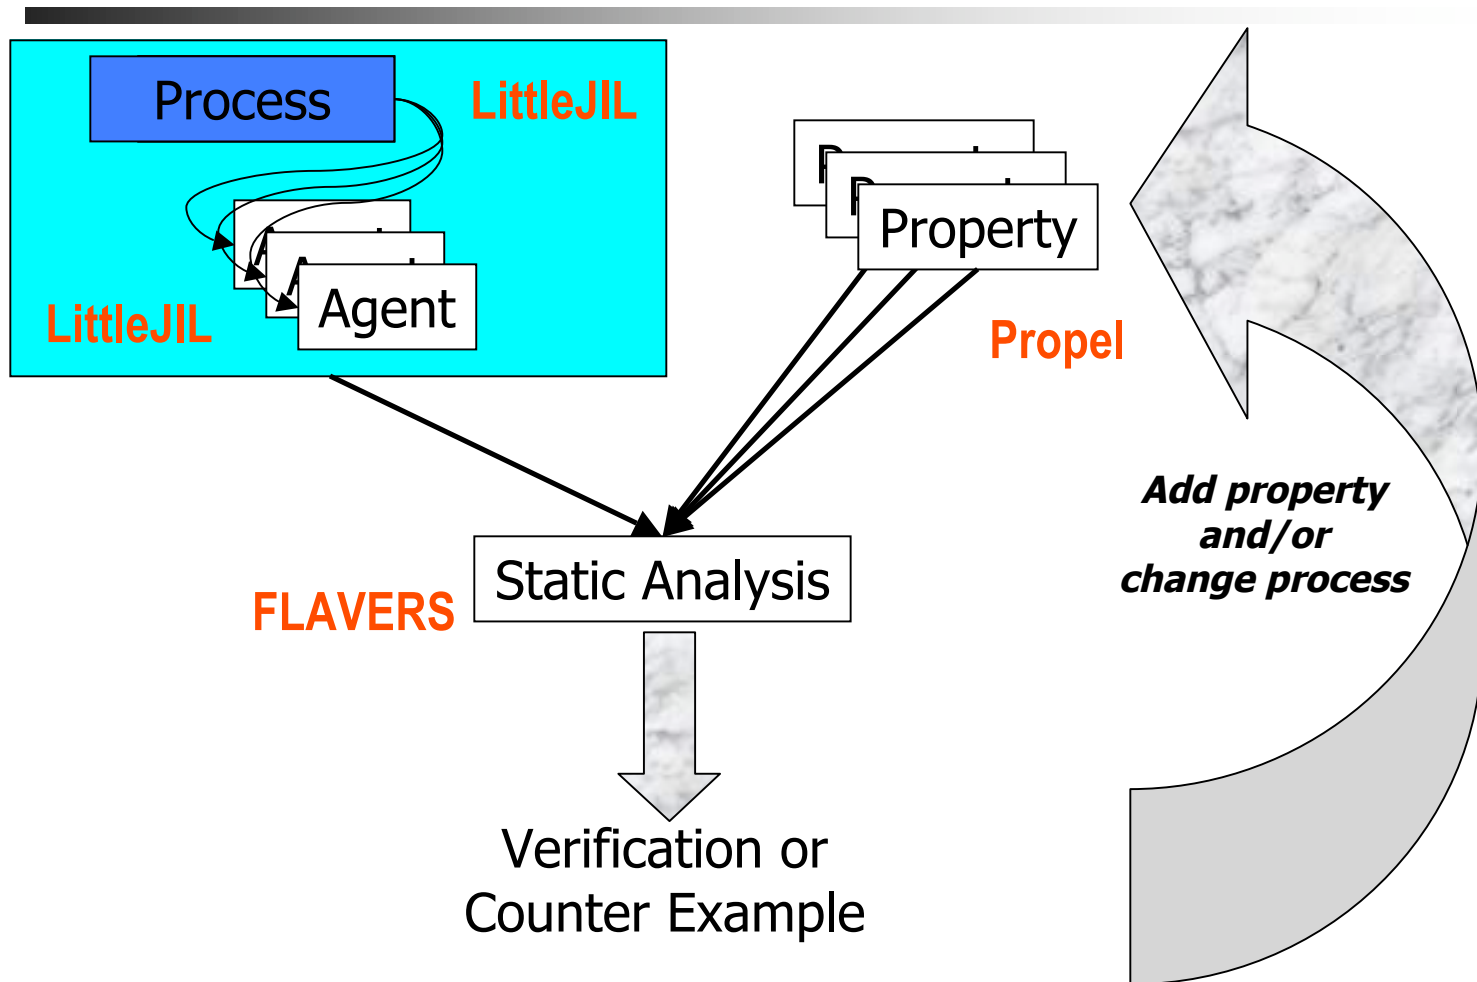 Process
LittleJIL
Agent
LittleJIL
Property
Propel
Add property
and/or
change process
Static Analysis
FLAVERS
Verification or
Counter Example